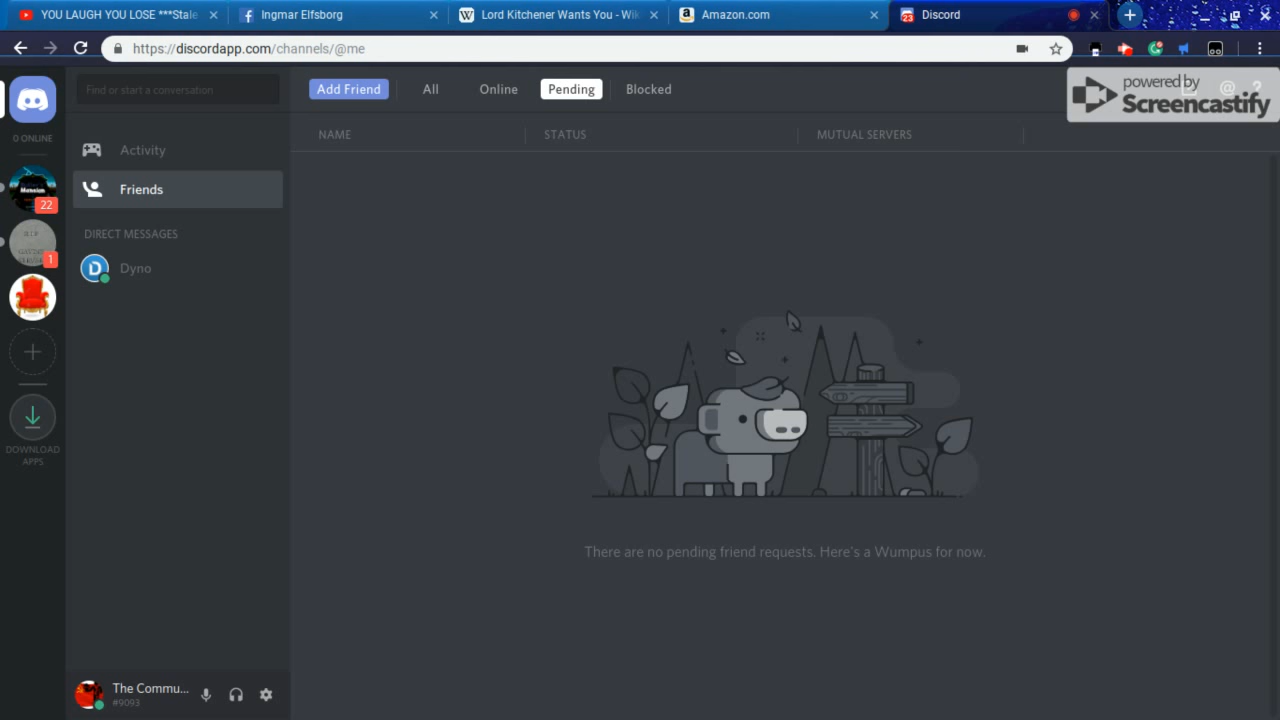 YOU LAUGH YOU LOSE ***Stale
Ingmar Elfsborg
Lord Kitchener Wants You - Wik
Amazon.com
Discord
https://discordapp.com/channels/@me
powered by
Screencastify
Find or start a conversation
Add Friend
All
Online
Pending
Blocked
0 ONLINE
NAME
STATUS
MUTUAL SERVERS
Activity
Friends
Mansion
22
DIRECT MESSAGES
1
Dyno
DOWNLOAD
APPS
There are no pending friend requests. Here's a Wumpus for now.
The Commu...
#9093
23